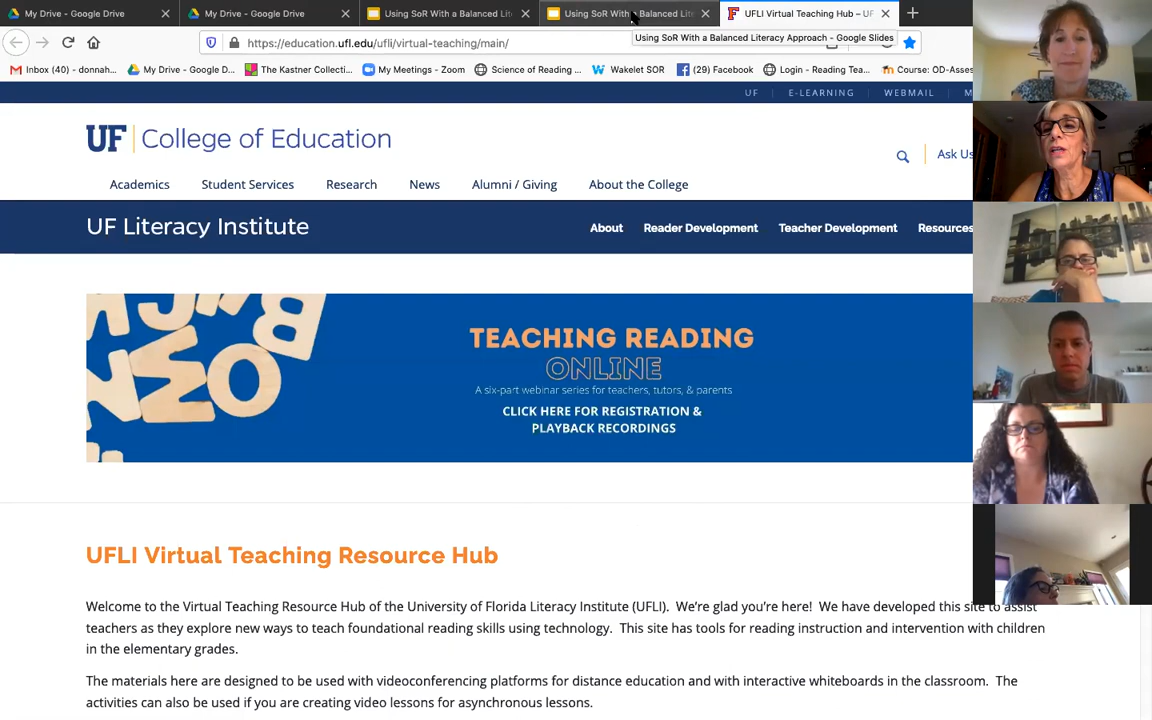 My Drive - Google Drive
My Drive - Google Drive
Using SoR With a Balanced Lit
Using SoR With a Balanced Lite
UFLI Virtual Teaching Hub – UF
Using SoR With a Balanced Literacy Approach - Google Slides
https://education.ufl.edu/ufli/virtual-teaching/main/
Inbox (40) - donnah...
My Drive - Google D...
The Kastner Collecti...
My Meetings - Zoom
Science of Reading ...
Wakelet SOR
(29) Facebook
Login - Reading Tea...
Course: OD-Asses
UF
E-LEARNING
WEBMAIL
M
UF College of Education
Ask Us
Academics
Student Services
Research
News
Alumni / Giving
About the College
UF Literacy Institute
About
Reader Development
Teacher Development
Resources
TEACHING READING
ONLINE
A six-part webinar series for teachers, tutors, & parents
CLICK HERE FOR REGISTRATION &
PLAYBACK RECORDINGS
UFLI Virtual Teaching Resource Hub
Welcome to the Virtual Teaching Resource Hub of the University of Florida Literacy Institute (UFLI).  We're glad you're here!  We have developed this site to assist
teachers as they explore new ways to teach foundational reading skills using technology.  This site has tools for reading instruction and intervention with children
in the elementary grades.
The materials here are designed to be used with videoconferencing platforms for distance education and with interactive whiteboards in the classroom.  The
activities can also be used if you are creating video lessons for asynchronous lessons.